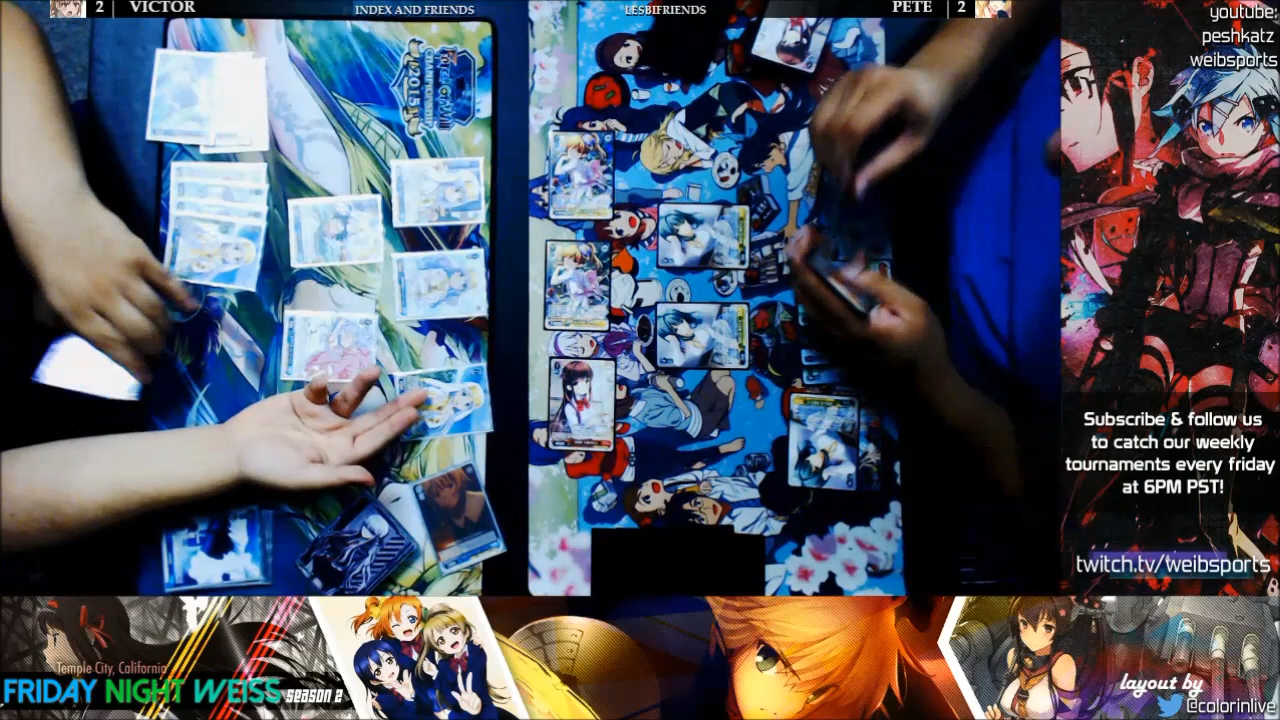 2 | VICTOR
INDEX AND FRIENDS
LESBIFRIENDS
PETE | 2
youtube:
peshkatz
weibsports
2015
Subscribe & follow us
to catch our weekly
tournaments every friday
at 6PM PST!
twitch.tv/weibsports
Temple City, California
FRIDAY NIGHT WEISS SEASON 2
layout by
@colorinlive